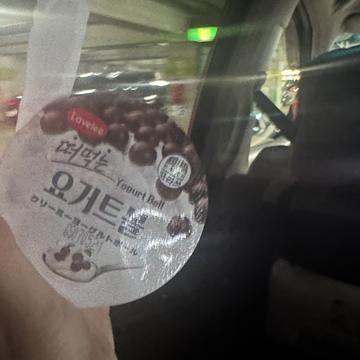 Lavelee
떠먹는
Yogurt Ball
요거트볼
クリーミーヨーグルトボール